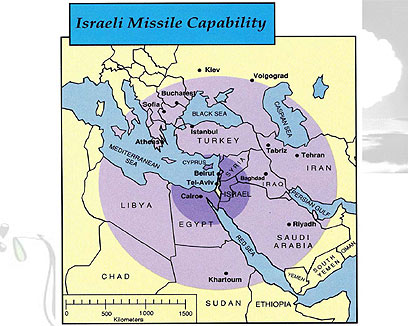 Israeli Missile Capability
Kiev
Volgograd
Bucharest
Sofia
BLACK SEA
CASPIAN SEA
Istanbul
Athens
TURKEY
Tabriz
Tehran
MEDITERRANEAN
SEA
CYPRUS
SYRIA
IRAN
Beirut
Baghdad
Tel-Aviv
IRAQ
ISRAEL
Cairo
PERSIAN GULF
LIBYA
EGYPT
Riyadh
RED SEA
SAUDI
ARABIA
OMAN
SOUTH
YEMEN
YEMEN
CHAD
Khartoum
SUDAN
ETHIOPIA
0 500 1000 1500
Kilometers